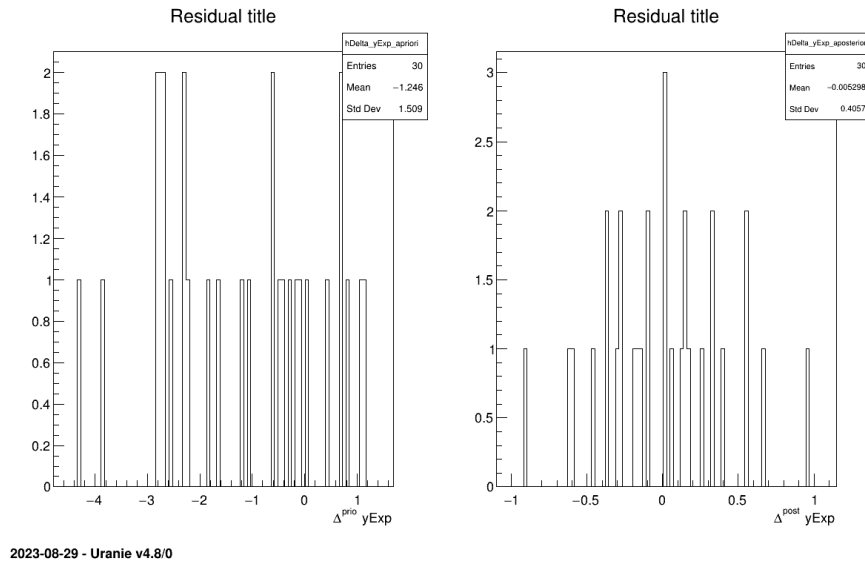 Residual title
hDelta_yExp_apriori
Entries 30
Mean −1.246
Std Dev 1.509
2
1.8
1.6
1.4
1.2
1
0.8
0.6
0.4
0.2
0
−4 −3 −2 −1 0 1
Δprio yExp
Residual title
hDelta_yExp_aposteriori
Entries 30
Mean −0.005298
Std Dev 0.4057
3
2.5
2
1.5
1
0.5
0
−1 −0.5 0 0.5 1
Δpost yExp
2023-08-29 - Uranie v4.8/0